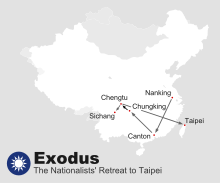 Nanking
Chengtu
Chungking
Taipei
Sichang
Canton
Exodus
The Nationalists' Retreat to Taipei